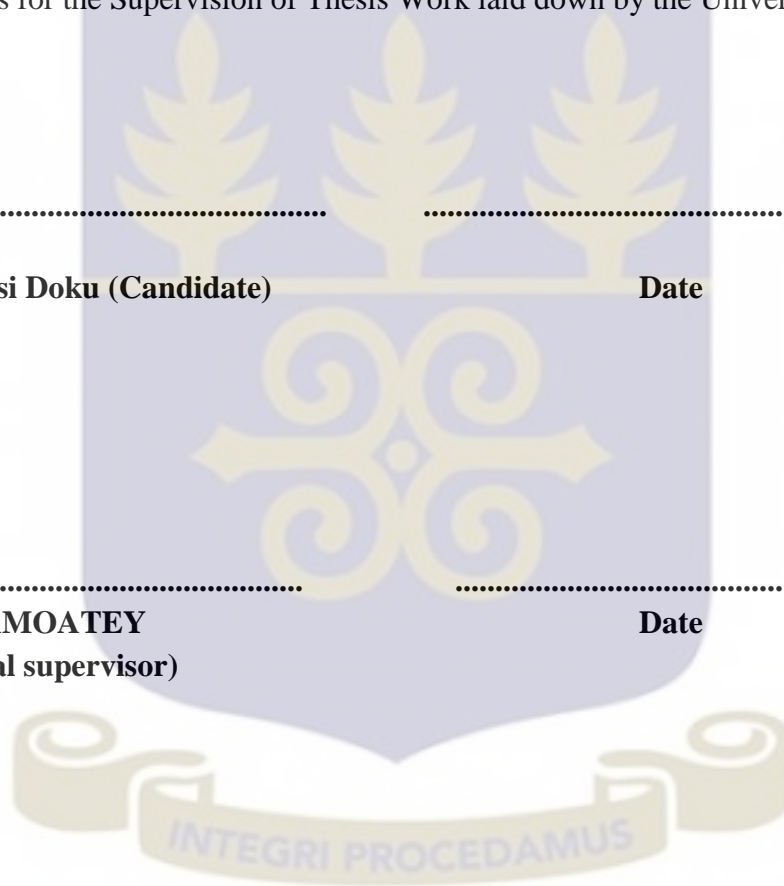 s for the Supervision of Thesis Work laid down by the Univer
si Doku (Candidate) Date
MOATEY Date
al supervisor)
INTEGRI PROCEDAMUS